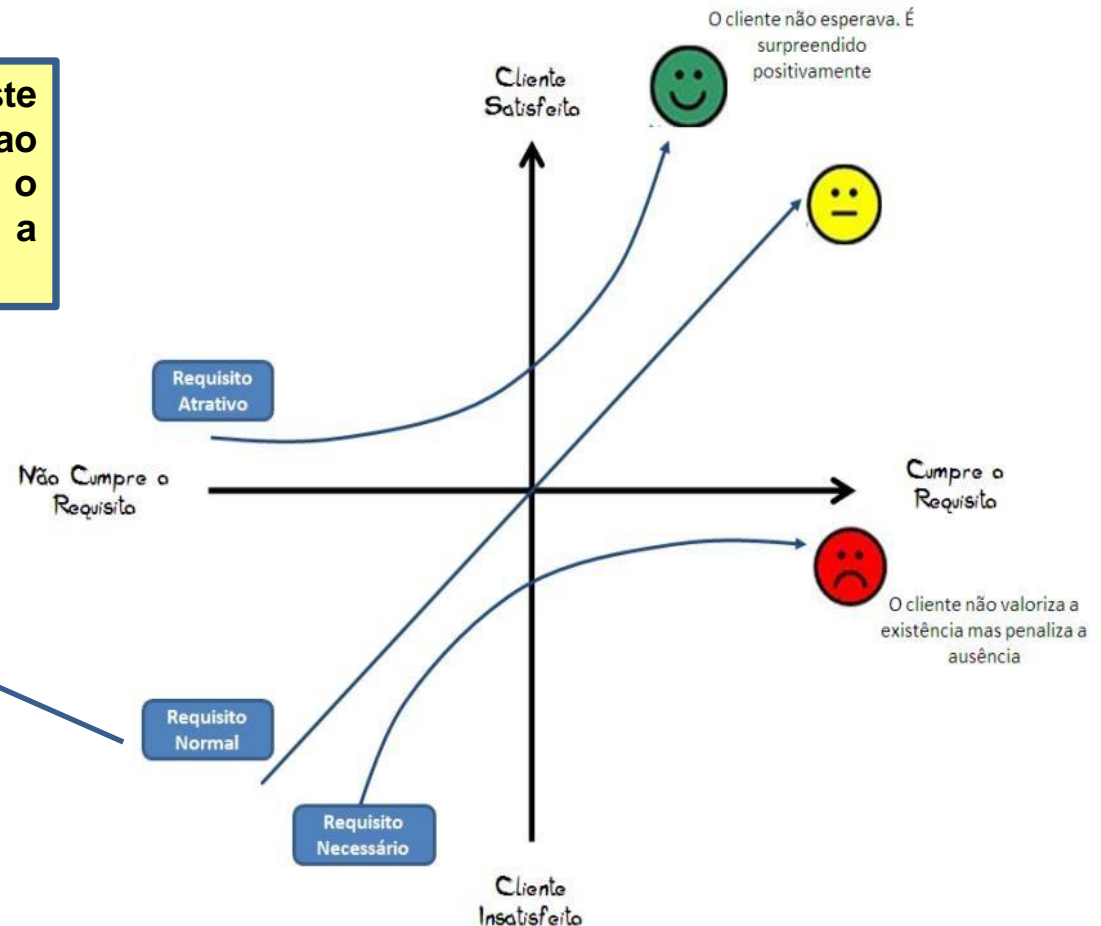 O cliente não esperava. É
surpreendido
positivamente
ste
ao
o
a
Cliente
Satisfeito
Requisito
Atrativo
Não Cumpre o
Requisito
Cumpre o
Requisito
O cliente não valoriza a
existência mas penaliza a
ausência
Requisito
Normal
Requisito
Necessário
Cliente
Insatisfeito